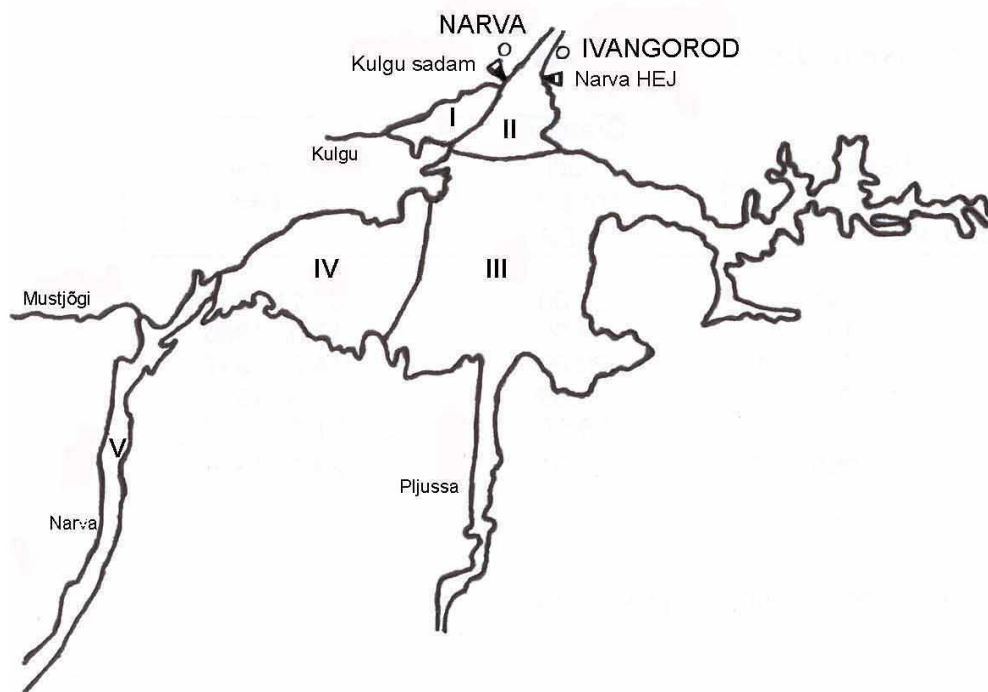 NARVA
IVANGOROD
Kulgu sadam
Narva HEJ
I
II
Kulgu
IV
III
Mustjõgi
V
Pljussa
Narva